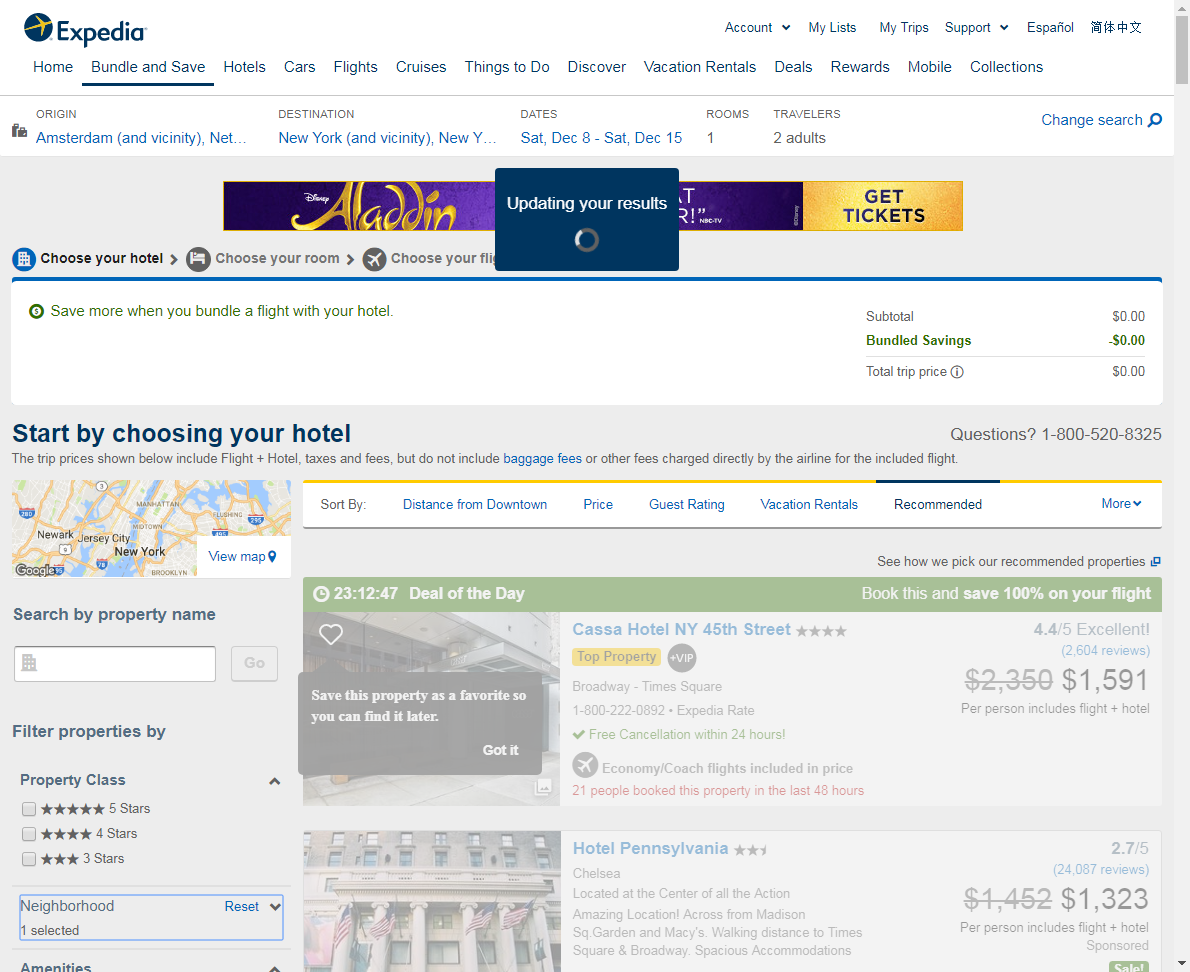 Expedia
Account My Lists My Trips Support Español 简体中文
Home Bundle and Save Hotels Cars Flights Cruises Things to Do Discover Vacation Rentals Deals Rewards Mobile Collections
ORIGIN DESTINATION DATES ROOMS TRAVELERS
Amsterdam (and vicinity), Net... New York (and vicinity), New Y... Sat, Dec 8 - Sat, Dec 15 1 2 adults
Change search
Disney Aladdin
NBC-TV
©Disney
GET
TICKETS
Updating your results
Choose your hotel Choose your room Choose your flig
Save more when you bundle a flight with your hotel.
Subtotal $0.00
Bundled Savings -$0.00
Total trip price $0.00
Start by choosing your hotel
Questions? 1-800-520-8325
The trip prices shown below include Flight + Hotel, taxes and fees, but do not include baggage fees or other fees charged directly by the airline for the included flight.
MANHATTAN
FLUSHING
MIDTOWN
Newark
Jersey City
New York
BROOKLYN
3
280
295
495
9
78
95
Google
View map
Search by property name
Go
Filter properties by
Property Class
★★★★★ 5 Stars
★★★★ 4 Stars
★★★ 3 Stars
Neighborhood Reset
1 selected
Amenities
Sort By: Distance from Downtown Price Guest Rating Vacation Rentals Recommended More
See how we pick our recommended properties
23:12:47 Deal of the Day Book this and save 100% on your flight
Save this property as a favorite so
you can find it later.
Got it
Cassa Hotel NY 45th Street ★★★★
Top Property +VIP
Broadway - Times Square
1-800-222-0892 • Expedia Rate
Free Cancellation within 24 hours!
Economy/Coach flights included in price
21 people booked this property in the last 48 hours
4.4/5 Excellent!
(2,604 reviews)
$2,350 $1,591
Per person includes flight + hotel
Hotel Pennsylvania
Chelsea
Located at the Center of all the Action
Amazing Location! Across from Madison
Sq.Garden and Macy's. Walking distance to Times
Square & Broadway. Spacious Accommodations
2.7/5
(24,087 reviews)
$1,452 $1,323
Per person includes flight + hotel
Sponsored
Sale!